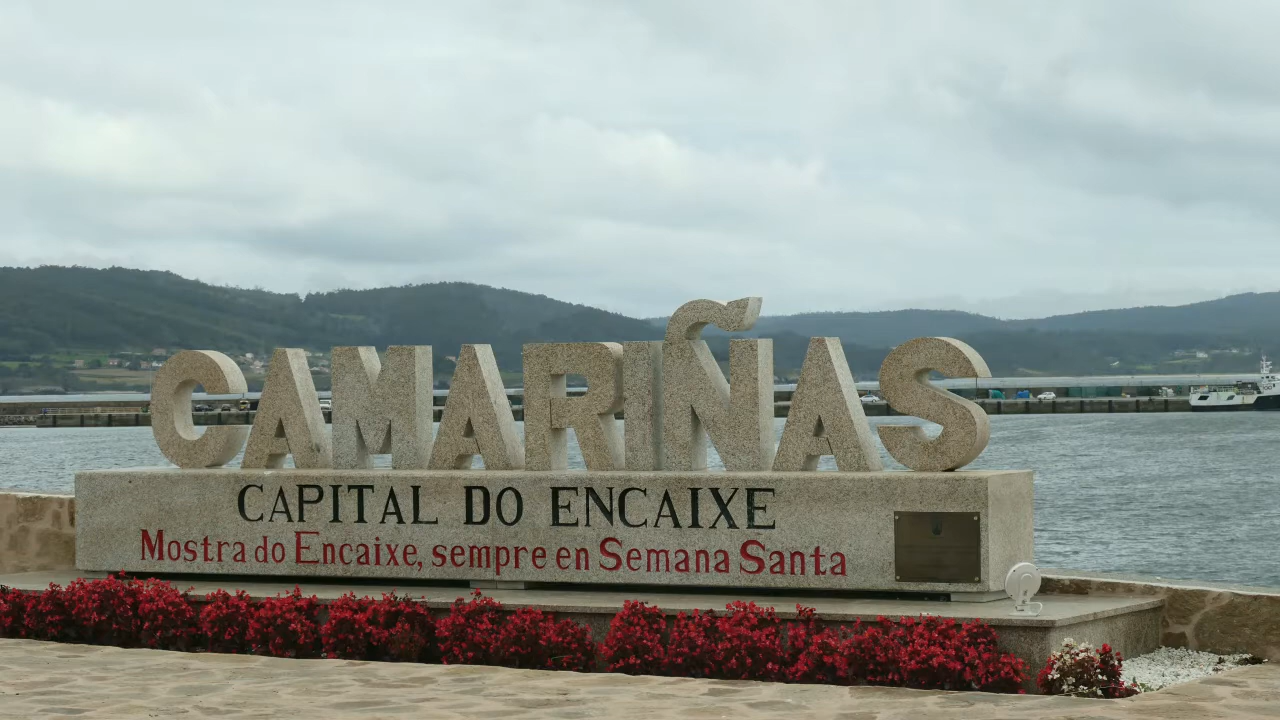 CAMARIÑAS
CAPITAL DO ENCAIXE
Mostra do Encaixe, sempre en Semana Santa